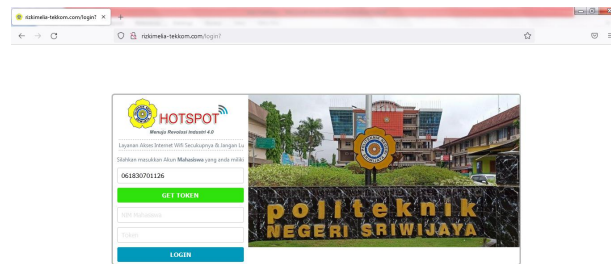 rizkimelia-tekkom.com/login?
rizkimelia-tekkom.com/login?
HOTSPOT
Menuju Revolusi Industri 4.0
Layanan Akses Internet Wifi Secukupnya & Jangan Lu
Silahkan masukkan Akun Mahasiswa yang anda miliki
061830701126
GET TOKEN
NIM Mahasiswa
Token
LOGIN
politeknik
NEGERI SRIWIJAYA